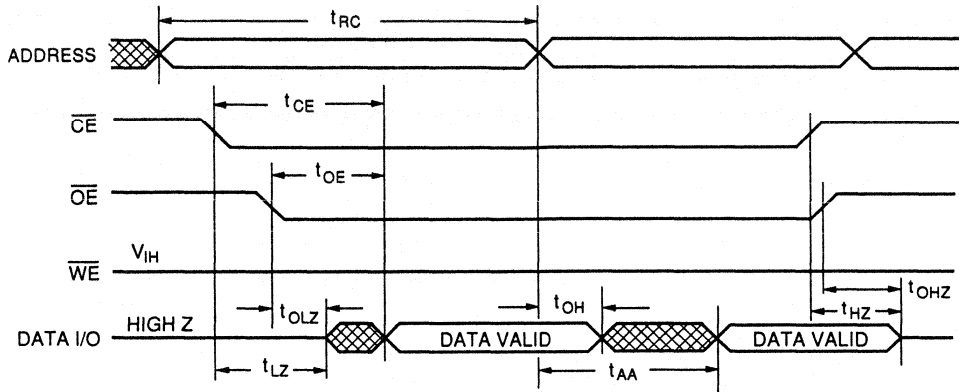 tRC
ADDRESS
tCE
CE
tOE
OE
VIH
WE
tOHZ
tOLZ
tOH
tHZ
DATA I/O HIGH Z DATA VALID DATA VALID
tLZ
tAA